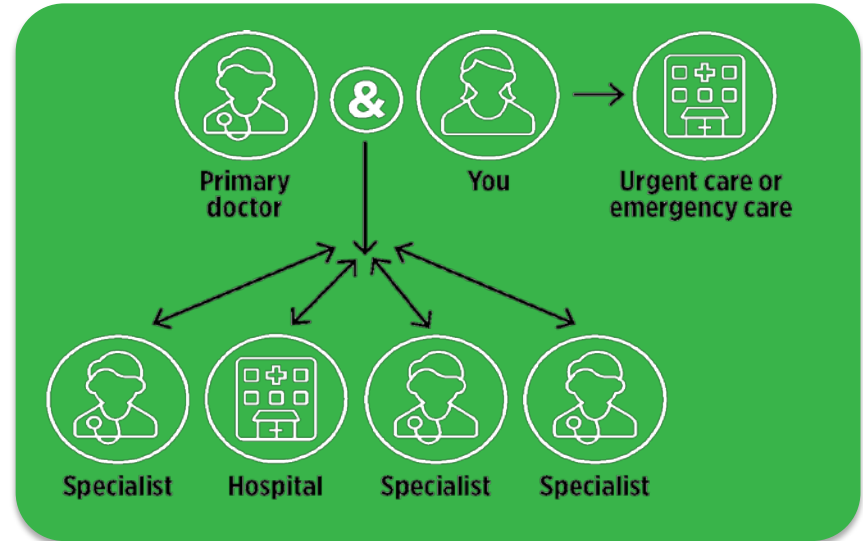 &
Primary
doctor
You
Urgent care or
emergency care
Specialist
Hospital
Specialist
Specialist